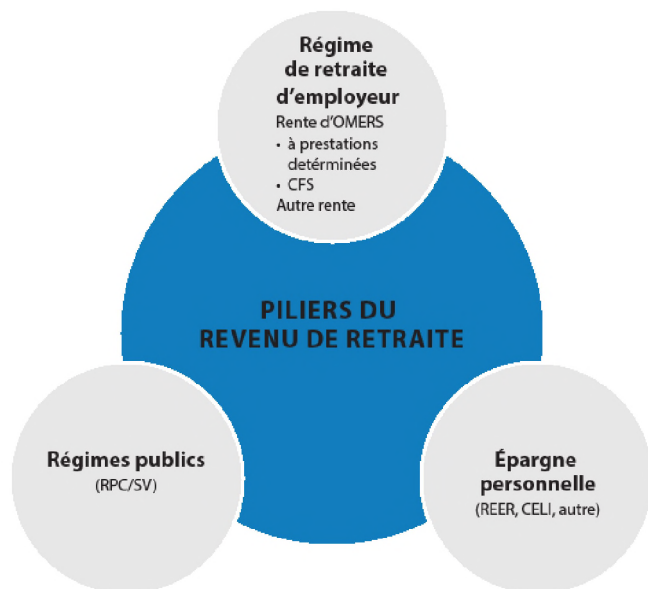 Régime
de retraite
d'employeur
Rente d'OMERS
• à prestations
detérminées
• CFS
Autre rente
PILIERS DU
REVENU DE RETRAITE
Régimes publics
(RPC/SV)
Épargne
personnelle
(REER, CELI, autre)